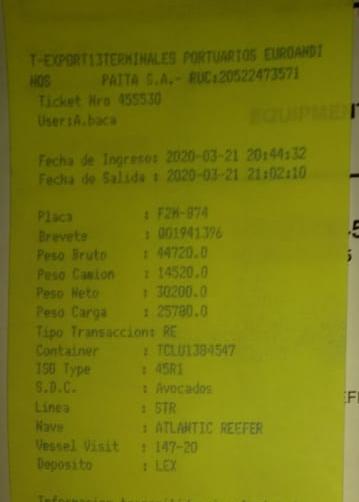 T-EXPORT13TERMINALES PORTUARIOS EUROANDI
NOS PAITA S.A.- RUC:20522473571
Ticket Nro 455530
User:A.baca
EQUIPMENT
Fecha de Ingreso: 2020-03-21 20:44:32
Fecha de Salida : 2020-03-21 21:02:10
Placa : F2M-874
Brevete : Q01941396
Peso Bruto : 44720.0
Peso Camion : 14520.0
Peso Neto : 30200.0
Peso Carga : 25780.0
Tipo Transaccion: RE
Container : TCLU1384547
ISO Type : 45R1
S.D.C. : Avocados
Linea : STR
Nave : ATLANTIC REEFER
Vessel Visit : 147-20
Deposito : LEX